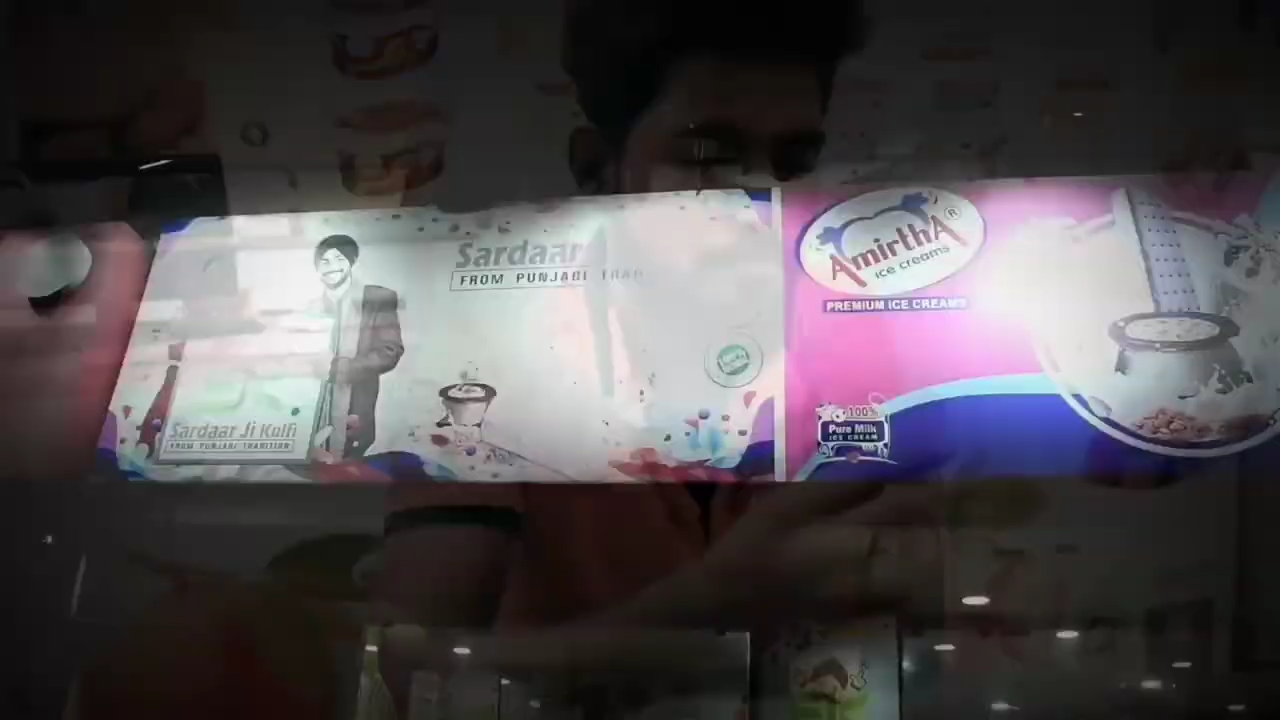 Sardaar
FROM PUNJABI TRAD
Sardaar Ji Kulfi
FROM PUNJABI TRADITION
AmirthA ®
ice creams
PREMIUM ICE CREAMS
100%
Pure Milk
ICE CREAM